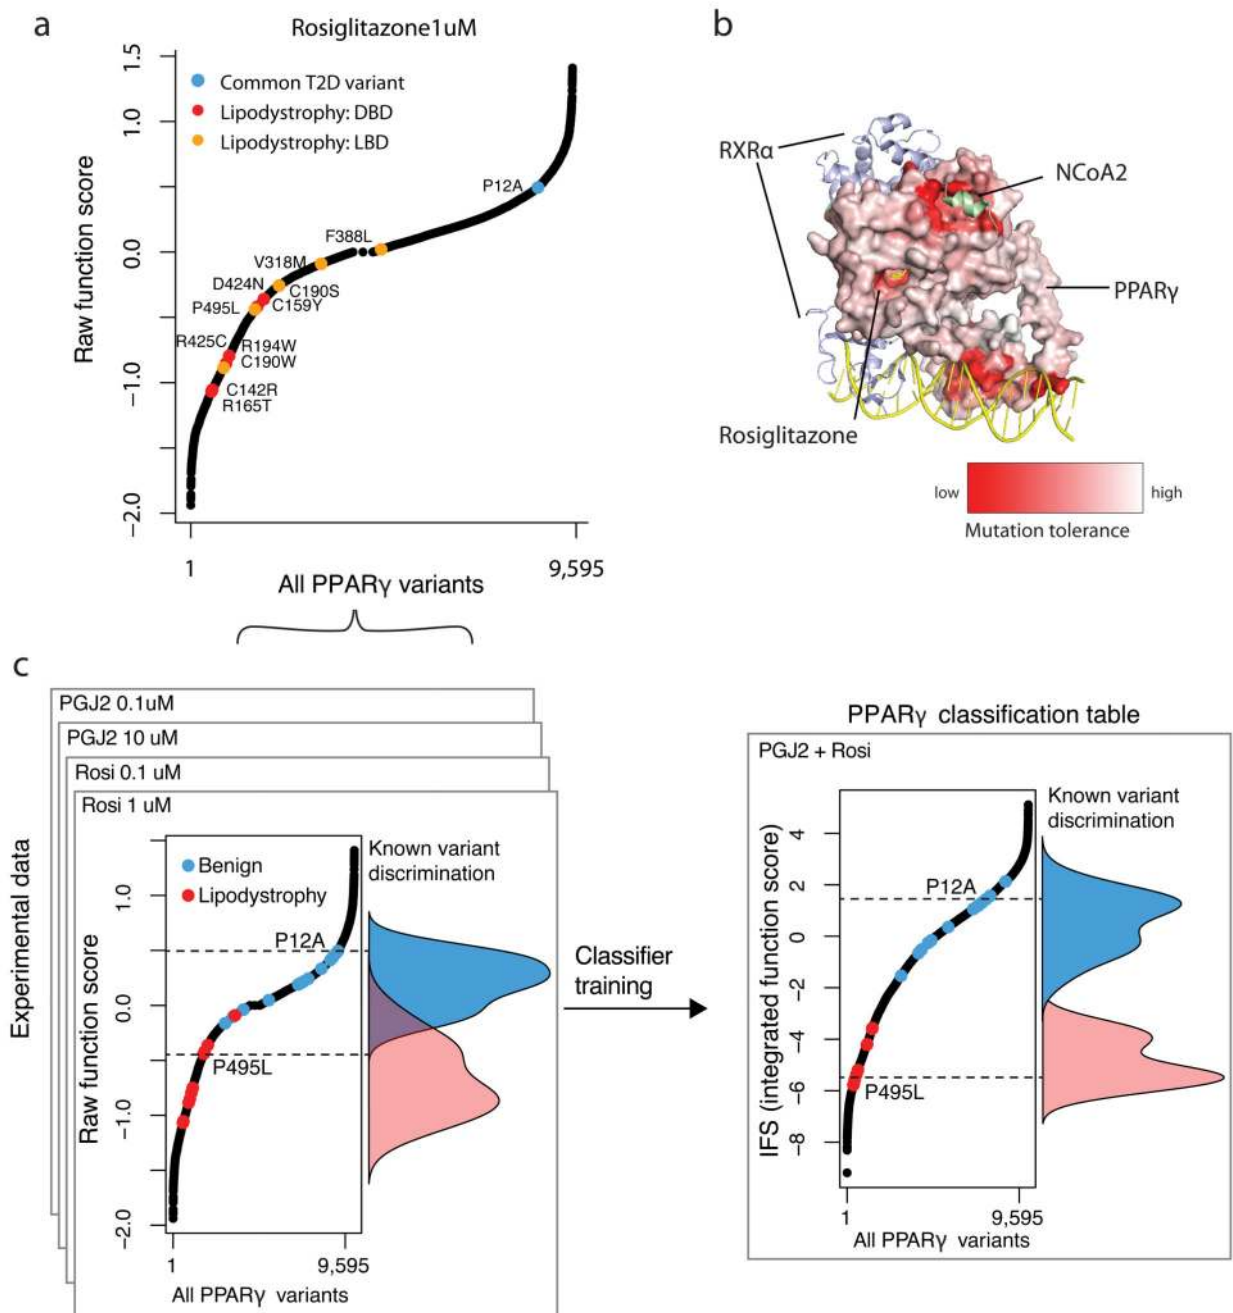 a
Rosiglitazone1uM
Common T2D variant
Lipodystrophy: DBD
Lipodystrophy: LBD
Raw function score
1.5
1.0
0.0
−1.0
−2.0
P12A
F388L
V318M
D424N
C190S
P495L
C159Y
R425C
R194W
C190W
C142R
R165T
1
9,595
All PPARγ variants
b
RXRα
NCoA2
PPARγ
Rosiglitazone
low
high
Mutation tolerance
c
Experimental data
PGJ2 0.1uM
PGJ2 10 uM
Rosi 0.1 uM
Rosi 1 uM
Raw function score
1.0
0.0
−1.0
−2.0
Benign
Lipodystrophy
Known variant
discrimination
P12A
P495L
1
9,595
All PPARγ variants
Classifier
training
PPARγ classification table
PGJ2 + Rosi
IFS (integrated function score)
4
2
0
−2
−4
−6
−8
Known variant
discrimination
P12A
P495L
1
9,595
All PPARγ variants